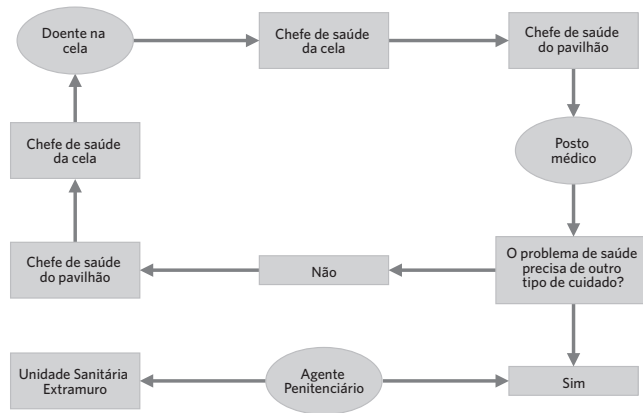 Doente na
cela
Chefe de saúde
da cela
Chefe de saúde
do pavilhão
Chefe de saúde
da cela
Posto
médico
Chefe de saúde
do pavilhão
Não
O problema de saúde
precisa de outro
tipo de cuidado?
Unidade Sanitária
Extramuro
Agente
Penitenciário
Sim